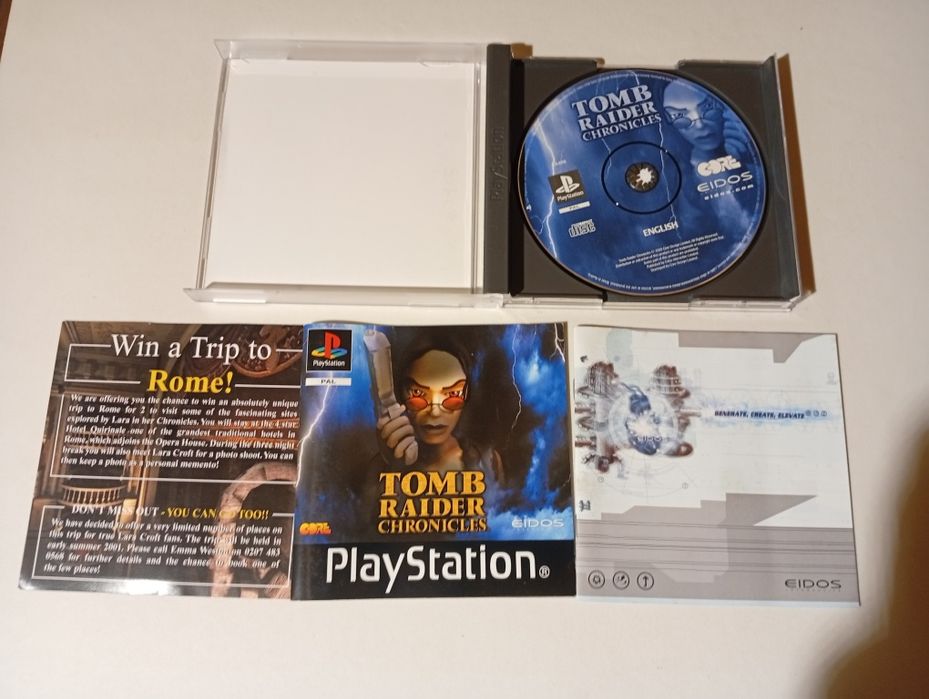 PlayStation
TOMB
RAIDER
CHRONICLES
CORE
EIDOS
eidos.com
PlayStation
PAL
COMPACT
disc
ENGLISH
Win a Trip to
Rome!
We are offering you the chance to win an absolutely unique
trip to Rome for 2 to visit some of the fascinating sites
explored by Lara in her Chronicles. You will stay at the 4 star
Hotel Quirinale one of the grandest traditional hotels in
Rome, which adjoins the Opera House. During the three night
break you will also meet Lara Croft for a photo shoot. You can
then keep a photo as a personal memento!
DON'T MISS OUT - YOU CAN GO TOO!!
We have decided to offer a very limited number of places on
this trip for true Lara Croft fans. The trip will be held in
early summer 2001. Please call Emma 0207 483
0568 for further details and the chance to book one of
the few places!
PlayStation
PAL
TOMB
RAIDER
CHRONICLES
CORE
EIDOS
PlayStation®
EIDOS
GENERATE, CREATE, ELEVATE
EIDOS